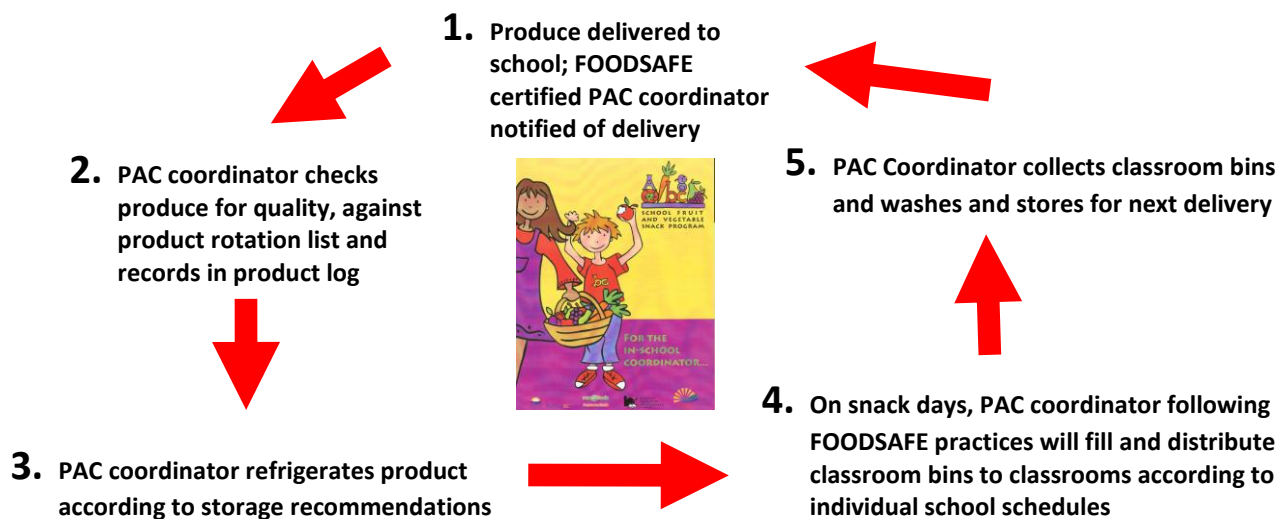 1. Produce delivered to
school; FOODSAFE
certified PAC coordinator
notified of delivery
2. PAC coordinator checks
produce for quality, against
product rotation list and
records in product log
3. PAC coordinator refrigerates product
according to storage recommendations
4. On snack days, PAC coordinator following
FOODSAFE practices will fill and distribute
classroom bins to classrooms according to
individual school schedules
5. PAC Coordinator collects classroom bins
and washes and stores for next delivery
SCHOOL FRUIT
AND VEGETABLE
SNACK PROGRAM
bc
FOR THE
IN-SCHOOL
COORDINATOR...